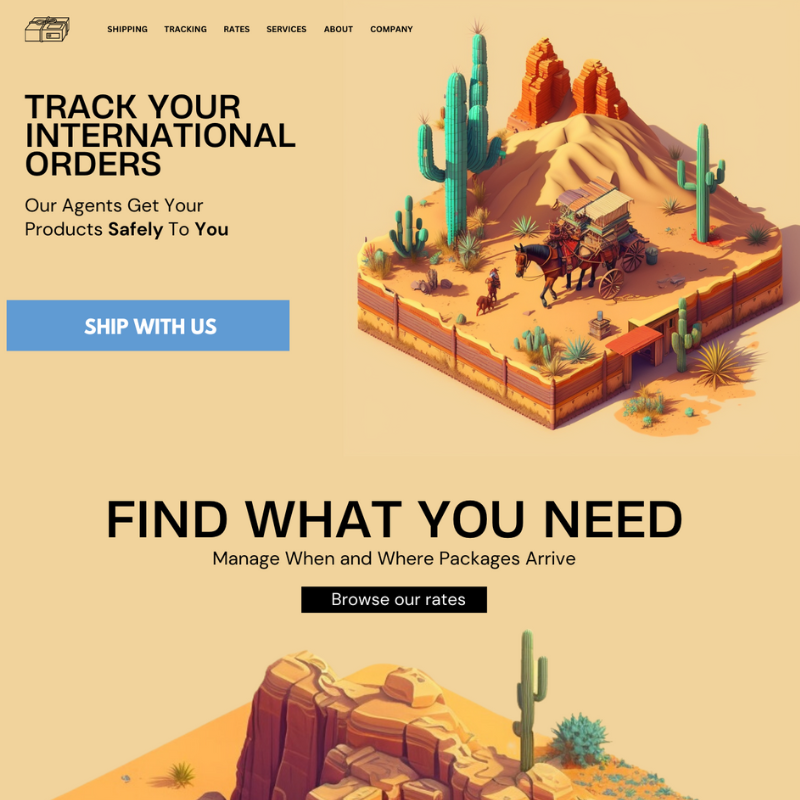 SHIPPING TRACKING RATES SERVICES ABOUT COMPANY
TRACK YOUR
INTERNATIONAL
ORDERS
Our Agents Get Your
Products Safely To You
SHIP WITH US
FIND WHAT YOU NEED
Manage When and Where Packages Arrive
Browse our rates